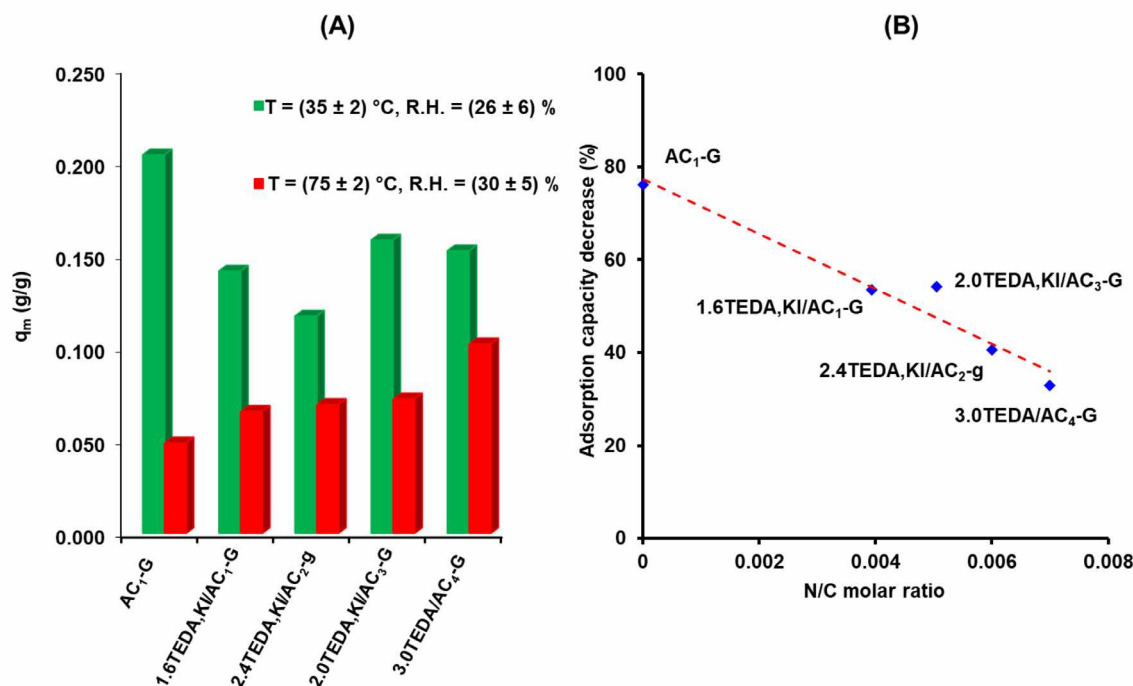 (A)
0.250
0.200
0.150
0.100
0.050
0.000
qm (g/g)
T = (35 ± 2) °C, R.H. = (26 ± 6) %
T = (75 ± 2) °C, R.H. = (30 ± 5) %
AC₁-G
1.6TEDA,KI/AC₁-G
2.4TEDA,KI/AC₂-g
2.0TEDA,KI/AC₃-G
3.0TEDA/AC₄-G
(B)
100
80
60
40
20
0
Adsorption capacity decrease (%)
AC₁-G
1.6TEDA,KI/AC₁-G
2.0TEDA,KI/AC₃-G
2.4TEDA,KI/AC₂-g
3.0TEDA/AC₄-G
0
0.002
0.004
0.006
0.008
N/C molar ratio